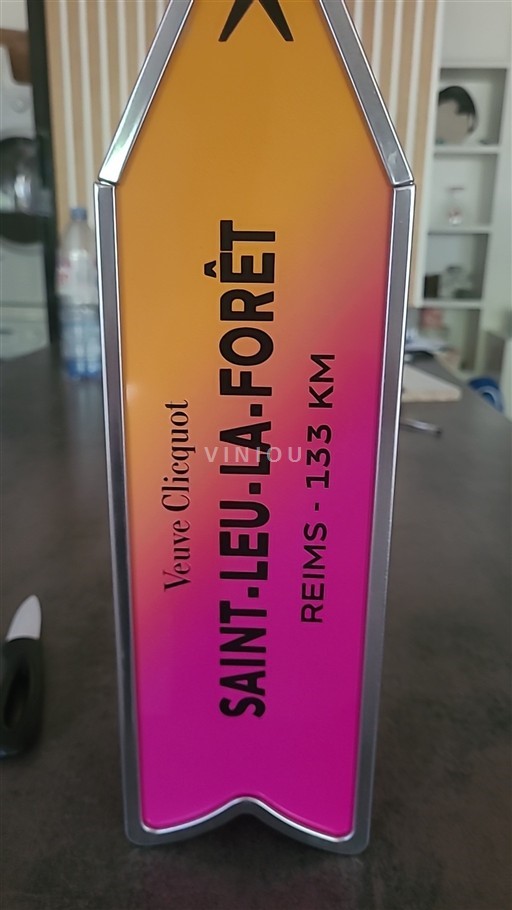 Veuve Clicquot
SAINT-LEU-LA-FORÊT
REIMS - 133 KM
VINIOU